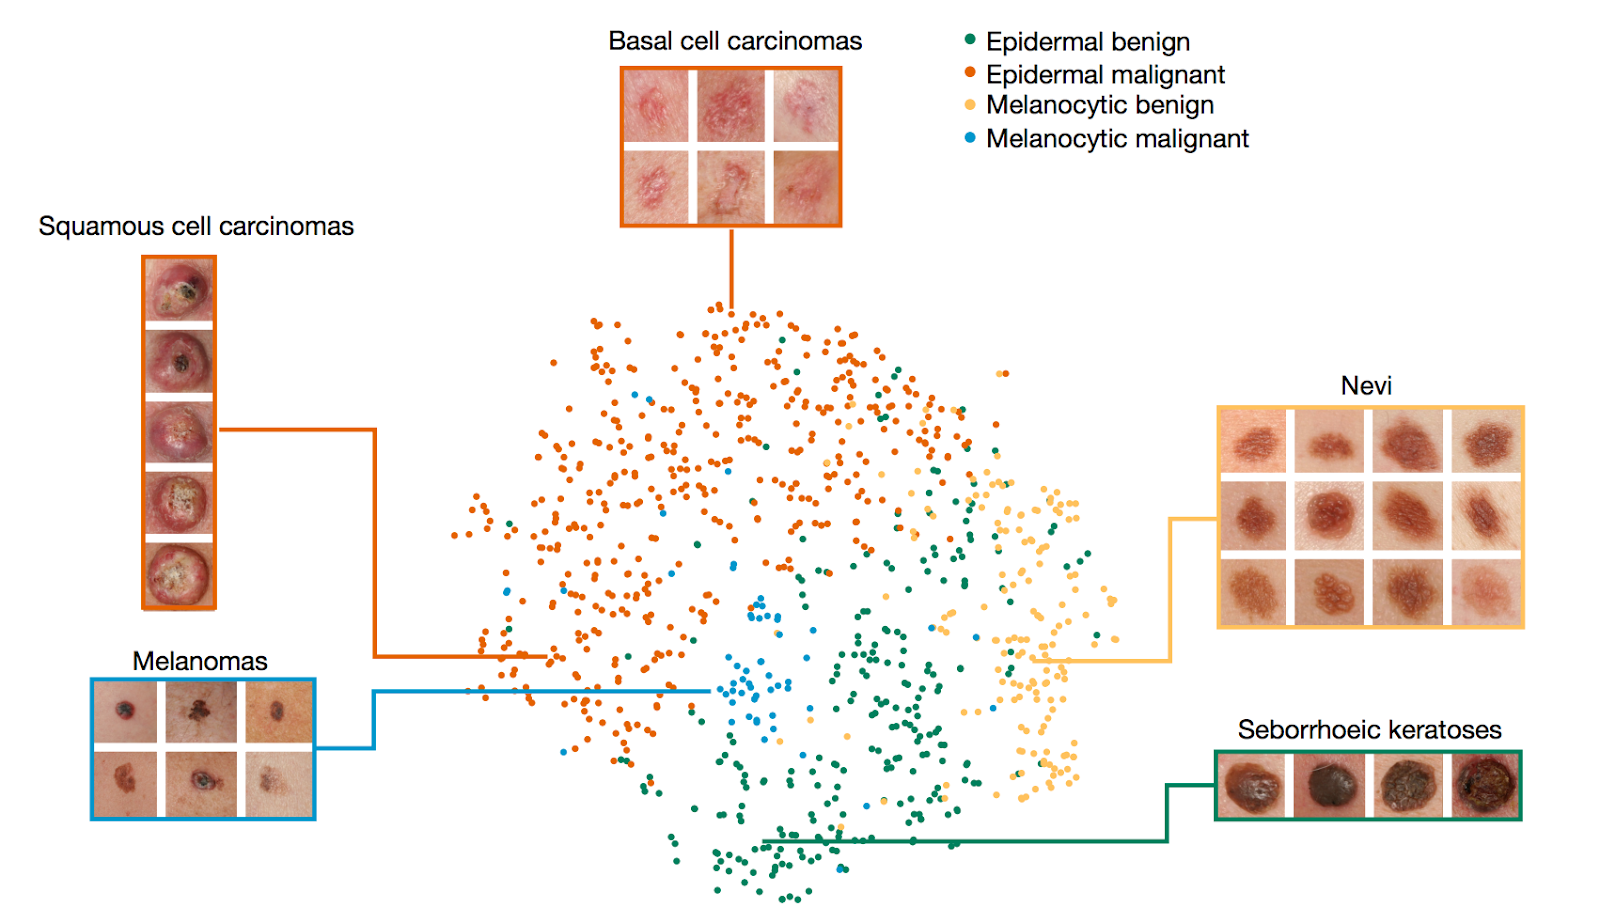 Basal cell carcinomas
Epidermal benign
Epidermal malignant
Melanocytic benign
Melanocytic malignant
Squamous cell carcinomas
Nevi
Melanomas
Seborrhoeic keratoses